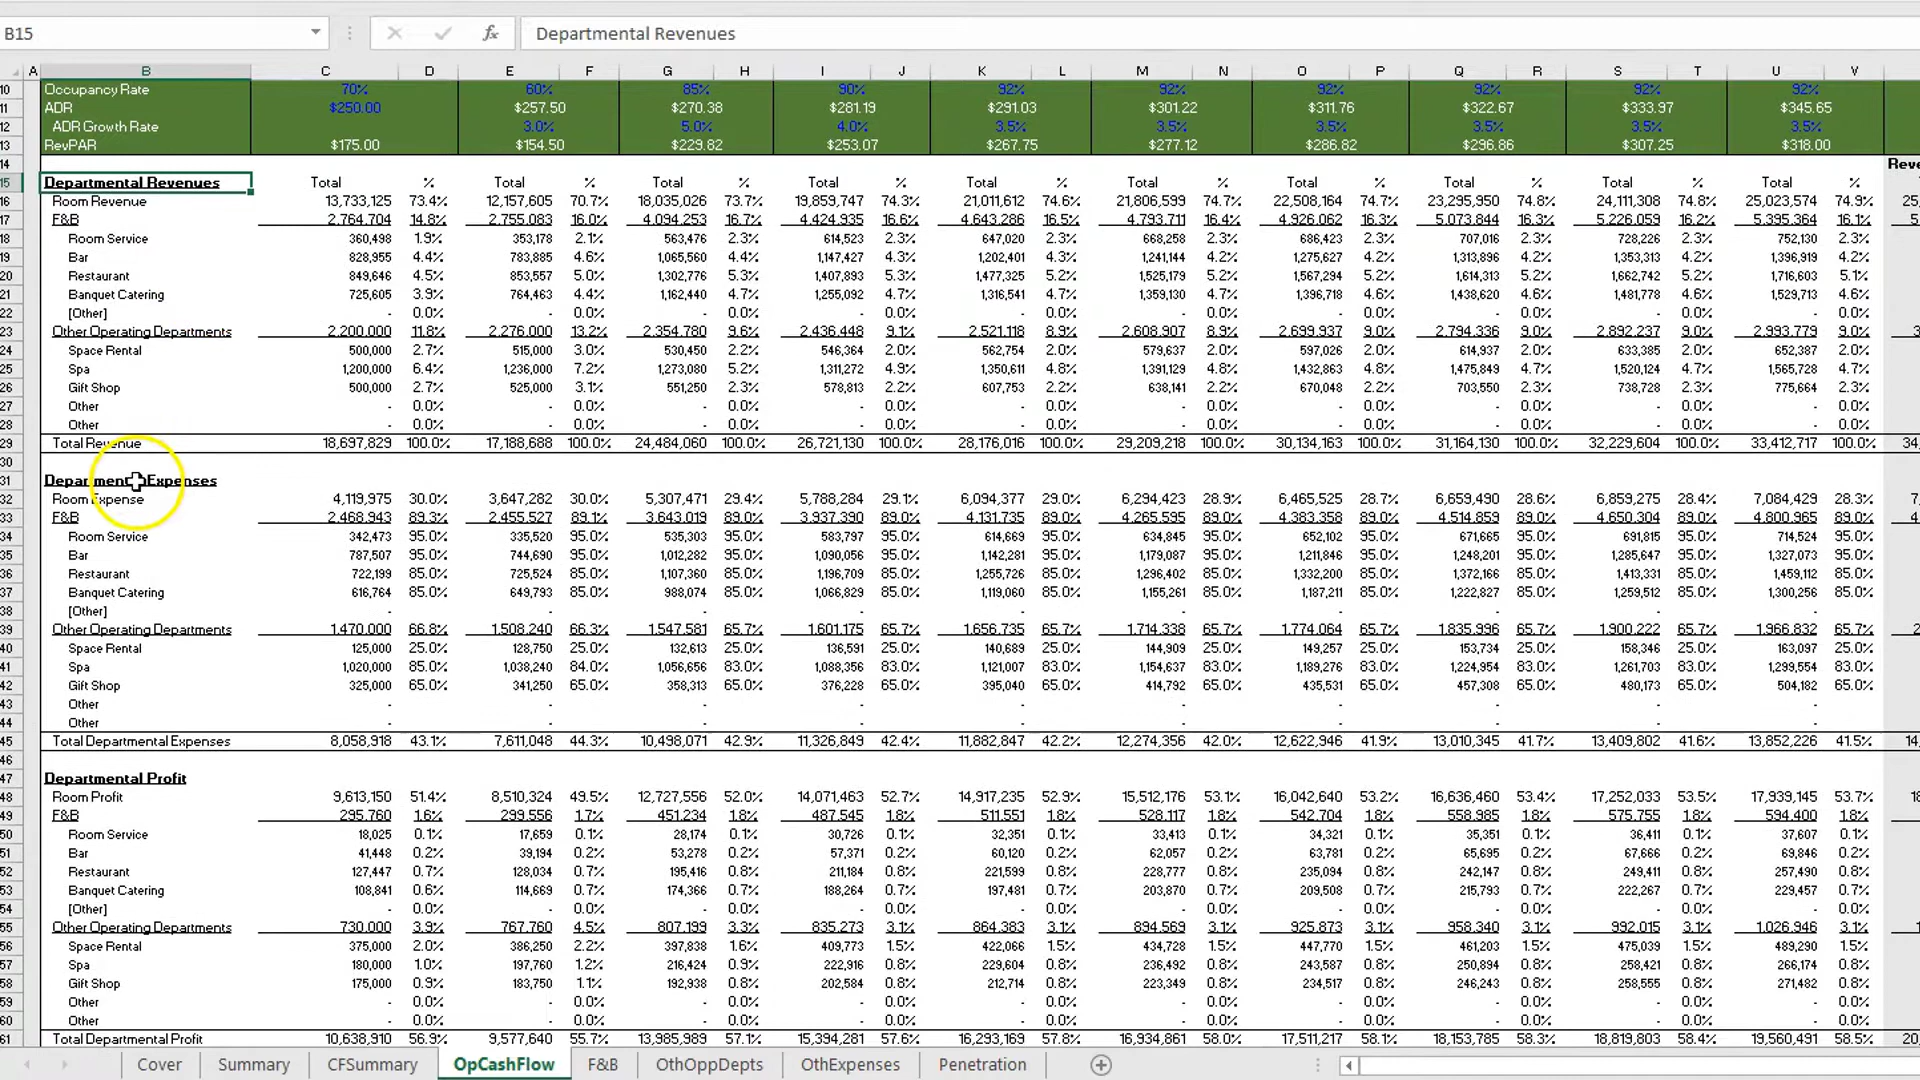 B15 fx Departmental Revenues
A B C D E F G H I J K L M N O P Q R S T U V
10 Occupancy Rate 70% 60% 85% 90% 92% 92% 92% 92% 92% 92%
11 ADR $250.00 $257.50 $270.38 $281.19 $291.03 $301.22 $311.76 $322.67 $333.97 $345.65
12 ADR Growth Rate 3.0% 5.0% 4.0% 3.5% 3.5% 3.5% 3.5% 3.5% 3.5%
13 RevPAR $175.00 $154.50 $229.82 $253.07 $267.75 $277.12 $286.82 $296.86 $307.25 $318.00
14 Reve
15 Departmental Revenues Total % Total % Total % Total % Total % Total % Total % Total % Total % Total %
16 Room Revenue 13,733,125 73.4% 12,157,605 70.7% 18,035,026 73.7% 19,859,747 74.3% 21,011,612 74.6% 21,806,599 74.7% 22,508,164 74.7% 23,295,950 74.8% 24,111,308 74.8% 25,023,574 74.9% 25,
17 F&B 2,764,704 14.8% 2,755,083 16.0% 4,094,253 16.7% 4,424,935 16.6% 4,643,286 16.5% 4,793,711 16.4% 4,926,062 16.3% 5,073,844 16.3% 5,226,059 16.2% 5,395,364 16.1% 5,
18 Room Service 360,498 1.9% 353,178 2.1% 563,476 2.3% 614,523 2.3% 647,020 2.3% 668,258 2.3% 686,423 2.3% 707,016 2.3% 728,226 2.3% 752,130 2.3%
19 Bar 828,955 4.4% 783,885 4.6% 1,065,560 4.4% 1,147,427 4.3% 1,202,401 4.3% 1,241,144 4.2% 1,275,627 4.2% 1,313,896 4.2% 1,353,313 4.2% 1,396,919 4.2%
20 Restaurant 849,646 4.5% 853,557 5.0% 1,302,776 5.3% 1,407,893 5.3% 1,477,325 5.2% 1,525,179 5.2% 1,567,294 5.2% 1,614,313 5.2% 1,662,742 5.2% 1,716,603 5.1%
21 Banquet Catering 725,605 3.9% 764,463 4.4% 1,162,440 4.7% 1,255,092 4.7% 1,316,541 4.7% 1,359,130 4.7% 1,396,718 4.6% 1,438,620 4.6% 1,481,778 4.6% 1,529,713 4.6%
22 [Other] - 0.0% - 0.0% - 0.0% - 0.0% - 0.0% - 0.0% - 0.0% - 0.0% - 0.0% - 0.0%
23 Other Operating Departments 2,200,000 11.8% 2,276,000 13.2% 2,354,780 9.6% 2,436,448 9.1% 2,521,118 8.9% 2,608,907 8.9% 2,699,937 9.0% 2,794,336 9.0% 2,892,237 9.0% 2,993,779 9.0% 3
24 Space Rental 500,000 2.7% 515,000 3.0% 530,450 2.2% 546,364 2.0% 562,754 2.0% 579,637 2.0% 597,026 2.0% 614,937 2.0% 633,385 2.0% 652,387 2.0%
25 Spa 1,200,000 6.4% 1,236,000 7.2% 1,273,080 5.2% 1,311,272 4.9% 1,350,611 4.8% 1,391,129 4.8% 1,432,863 4.8% 1,475,849 4.7% 1,520,124 4.7% 1,565,728 4.7%
26 Gift Shop 500,000 2.7% 525,000 3.1% 551,250 2.3% 578,813 2.2% 607,753 2.2% 638,141 2.2% 670,048 2.2% 703,550 2.3% 738,728 2.3% 775,664 2.3%
27 Other - 0.0% - 0.0% - 0.0% - 0.0% - 0.0% - 0.0% - 0.0% - 0.0% - 0.0% - 0.0%
28 Other - 0.0% - 0.0% - 0.0% - 0.0% - 0.0% - 0.0% - 0.0% - 0.0% - 0.0% - 0.0%
29 Total Revenue 18,697,829 100.0% 17,188,688 100.0% 24,484,060 100.0% 26,721,130 100.0% 28,176,016 100.0% 29,209,218 100.0% 30,134,163 100.0% 31,164,130 100.0% 32,229,604 100.0% 33,412,717 100.0% 34,
30
31 Departmental Expenses
32 Room Expense 4,119,975 30.0% 3,647,282 30.0% 5,307,471 29.4% 5,788,284 29.1% 6,094,377 29.0% 6,294,423 28.9% 6,465,525 28.7% 6,659,490 28.6% 6,859,275 28.4% 7,084,429 28.3% 7,
33 F&B 2,468,943 89.3% 2,455,527 89.1% 3,643,019 89.0% 3,937,390 89.0% 4,131,735 89.0% 4,265,595 89.0% 4,383,358 89.0% 4,514,859 89.0% 4,650,304 89.0% 4,800,965 89.0% 4
34 Room Service 342,473 95.0% 335,520 95.0% 535,303 95.0% 583,797 95.0% 614,669 95.0% 634,845 95.0% 652,102 95.0% 671,665 95.0% 691,815 95.0% 714,524 95.0%
35 Bar 787,507 95.0% 744,690 95.0% 1,012,282 95.0% 1,090,056 95.0% 1,142,281 95.0% 1,179,087 95.0% 1,211,846 95.0% 1,248,201 95.0% 1,285,647 95.0% 1,327,073 95.0%
36 Restaurant 722,199 85.0% 725,524 85.0% 1,107,360 85.0% 1,196,709 85.0% 1,255,726 85.0% 1,296,402 85.0% 1,332,200 85.0% 1,372,166 85.0% 1,413,331 85.0% 1,459,112 85.0%
37 Banquet Catering 616,764 85.0% 649,793 85.0% 988,074 85.0% 1,066,829 85.0% 1,119,060 85.0% 1,155,261 85.0% 1,187,211 85.0% 1,222,827 85.0% 1,259,512 85.0% 1,300,256 85.0%
38 [Other] - - - - - - - - - -
39 Other Operating Departments 1,470,000 66.8% 1,508,240 66.3% 1,547,581 65.7% 1,601,175 65.7% 1,656,735 65.7% 1,714,338 65.7% 1,774,064 65.7% 1,835,996 65.7% 1,900,222 65.7% 1,966,832 65.7% 2
40 Space Rental 125,000 25.0% 128,750 25.0% 132,613 25.0% 136,591 25.0% 140,689 25.0% 144,909 25.0% 149,257 25.0% 153,734 25.0% 158,346 25.0% 163,097 25.0%
41 Spa 1,020,000 85.0% 1,038,240 84.0% 1,056,656 83.0% 1,088,356 83.0% 1,121,007 83.0% 1,154,637 83.0% 1,189,276 83.0% 1,224,954 83.0% 1,261,703 83.0% 1,299,554 83.0%
42 Gift Shop 325,000 65.0% 341,250 65.0% 358,313 65.0% 376,228 65.0% 395,040 65.0% 414,792 65.0% 435,531 65.0% 457,308 65.0% 480,173 65.0% 504,182 65.0%
43 Other - - - - - - - - - -
44 Other - - - - - - - - - -
45 Total Departmental Expenses 8,058,918 43.1% 7,611,048 44.3% 10,498,071 42.9% 11,326,849 42.4% 11,882,847 42.2% 12,274,356 42.0% 12,622,946 41.9% 13,010,345 41.7% 13,409,802 41.6% 13,852,226 41.5% 14,
46
47 Departmental Profit
48 Room Profit 9,613,150 51.4% 8,510,324 49.5% 12,727,556 52.0% 14,071,463 52.7% 14,917,235 52.9% 15,512,176 53.1% 16,042,640 53.2% 16,636,460 53.4% 17,252,033 53.5% 17,939,145 53.7% 18
49 F&B 295,760 1.6% 299,556 1.7% 451,234 1.8% 487,545 1.8% 511,551 1.8% 528,117 1.8% 542,704 1.8% 558,985 1.8% 575,755 1.8% 594,400 1.8%
50 Room Service 18,025 0.1% 17,659 0.1% 28,174 0.1% 30,726 0.1% 32,351 0.1% 33,413 0.1% 34,321 0.1% 35,351 0.1% 36,411 0.1% 37,607 0.1%
51 Bar 41,448 0.2% 39,194 0.2% 53,278 0.2% 57,371 0.2% 60,120 0.2% 62,057 0.2% 63,781 0.2% 65,695 0.2% 67,666 0.2% 69,846 0.2%
52 Restaurant 127,447 0.7% 128,034 0.7% 195,416 0.8% 211,184 0.8% 221,599 0.8% 228,777 0.8% 235,094 0.8% 242,147 0.8% 249,411 0.8% 257,490 0.8%
53 Banquet Catering 108,841 0.6% 114,669 0.7% 174,366 0.7% 188,264 0.7% 197,481 0.7% 203,870 0.7% 209,508 0.7% 215,793 0.7% 222,267 0.7% 229,457 0.7%
54 [Other] - 0.0% - 0.0% - 0.0% - 0.0% - 0.0% - 0.0% - 0.0% - 0.0% - 0.0% - 0.0%
55 Other Operating Departments 730,000 3.9% 767,760 4.5% 807,199 3.3% 835,273 3.1% 864,383 3.1% 894,569 3.1% 925,873 3.1% 958,340 3.1% 992,015 3.1% 1,026,946 3.1%
56 Space Rental 375,000 2.0% 386,250 2.2% 397,838 1.6% 409,773 1.5% 422,066 1.5% 434,728 1.5% 447,770 1.5% 461,203 1.5% 475,039 1.5% 489,290 1.5%
57 Spa 180,000 1.0% 197,760 1.2% 216,424 0.9% 222,916 0.8% 229,604 0.8% 236,492 0.8% 243,587 0.8% 250,894 0.8% 258,421 0.8% 266,174 0.8%
58 Gift Shop 175,000 0.9% 183,750 1.1% 192,938 0.8% 202,584 0.8% 212,714 0.8% 223,349 0.8% 234,517 0.8% 246,243 0.8% 258,555 0.8% 271,482 0.8%
59 Other - 0.0% - 0.0% - 0.0% - 0.0% - 0.0% - 0.0% - 0.0% - 0.0% - 0.0% - 0.0%
60 Other - 0.0% - 0.0% - 0.0% - 0.0% - 0.0% - 0.0% - 0.0% - 0.0% - 0.0% - 0.0%
61 Total Departmental Profit 10,638,910 56.9% 9,577,640 55.7% 13,985,989 57.1% 15,394,281 57.6% 16,293,169 57.8% 16,934,861 58.0% 17,511,217 58.1% 18,153,785 58.3% 18,819,803 58.4% 19,560,491 58.5% 20,
Cover Summary CFSummary OpCashFlow F&B OthOppDepts OthExpenses Penetration